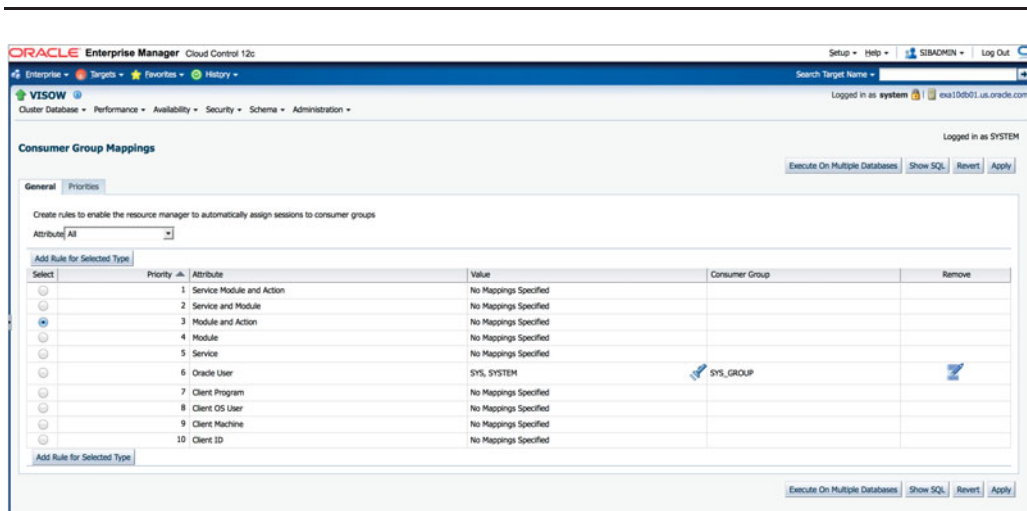 ORACLE Enterprise Manager Cloud Control 12c Setup Help SIBADMIN Log Out
Enterprise Targets Favorites History Search Target Name
VISOW Logged in as system exa10db01.us.oracle.com
Cluster Database Performance Availability Security Schema Administration
Logged in as SYSTEM
Consumer Group Mappings
Execute On Multiple Databases Show SQL Revert Apply
General Priorities
Create rules to enable the resource manager to automatically assign sessions to consumer groups
Attribute All
Add Rule for Selected Type
Select Priority Attribute Value Consumer Group Remove
1 Service Module and Action No Mappings Specified
2 Service and Module No Mappings Specified
3 Module and Action No Mappings Specified
4 Module No Mappings Specified
5 Service No Mappings Specified
6 Oracle User SYS, SYSTEM SYS_GROUP
7 Client Program No Mappings Specified
8 Client OS User No Mappings Specified
9 Client Machine No Mappings Specified
10 Client ID No Mappings Specified
Add Rule for Selected Type
Execute On Multiple Databases Show SQL Revert Apply